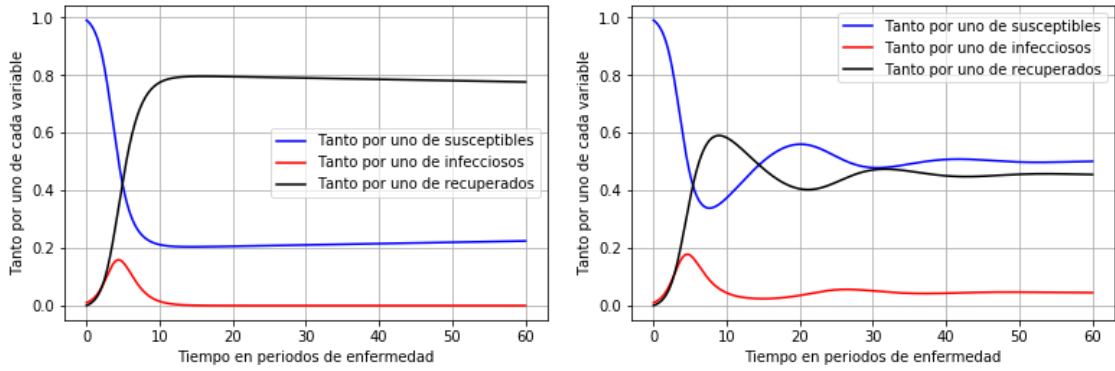 Tanto por uno de cada variable
1.0
0.8
0.6
0.4
0.2
0.0
Tanto por uno de susceptibles
Tanto por uno de infecciosos
Tanto por uno de recuperados
0 10 20 30 40 50 60
Tiempo en periodos de enfermedad
Tanto por uno de cada variable
1.0
0.8
0.6
0.4
0.2
0.0
Tanto por uno de susceptibles
Tanto por uno de infecciosos
Tanto por uno de recuperados
0 10 20 30 40 50 60
Tiempo en periodos de enfermedad